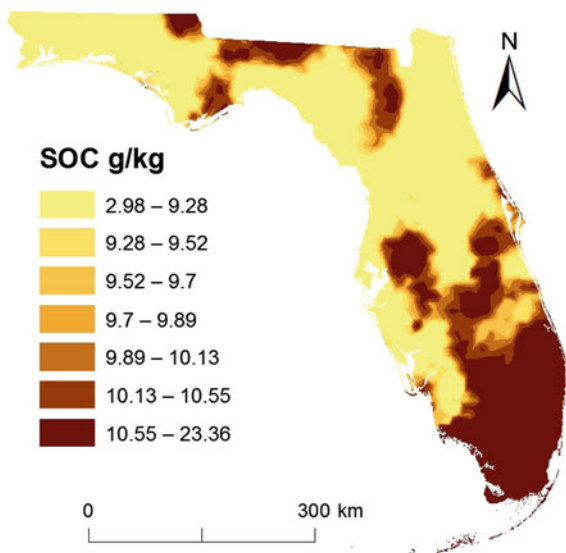 N
SOC g/kg
2.98 – 9.28
9.28 – 9.52
9.52 – 9.7
9.7 – 9.89
9.89 – 10.13
10.13 – 10.55
10.55 – 23.36
0 300 km